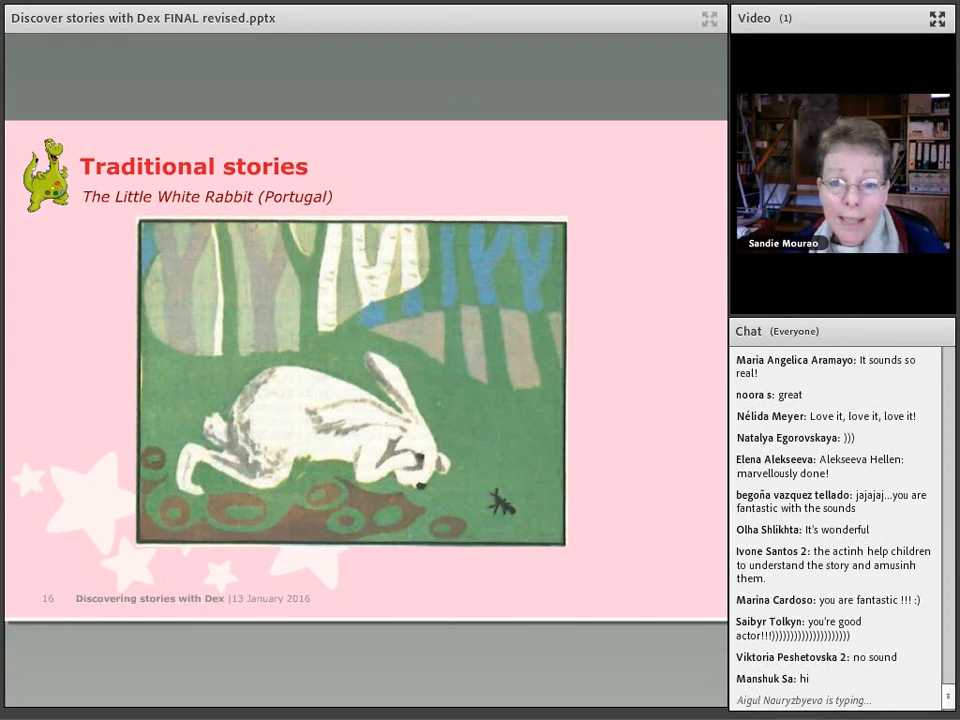 Discover stories with Dex FINAL revised.pptx
Traditional stories
The Little White Rabbit (Portugal)
16 Discovering stories with Dex |13 January 2016
Video (1)
Sandie Mourao
Chat (Everyone)
Maria Angelica Aramayo: It sounds so
real!
noora s: great
Nélida Meyer: Love it, love it, love it!
Natalya Egorovskaya: )))
Elena Alekseeva: Alekseeva Hellen:
marvellously done!
begoña vazquez tellado: jajajaj...you are
fantastic with the sounds
Olha Shlikhta: It's wonderful
Ivone Santos 2: the actinh help children
to understand the story and amusinh
them.
Marina Cardoso: you are fantastic !!! :)
Saibyr Tolkyn: you're good
actor!!!))))))))))))))))))))
Viktoria Peshetovska 2: no sound
Manshuk Sa: hi
Aigul Nauryzbyeva is typing...